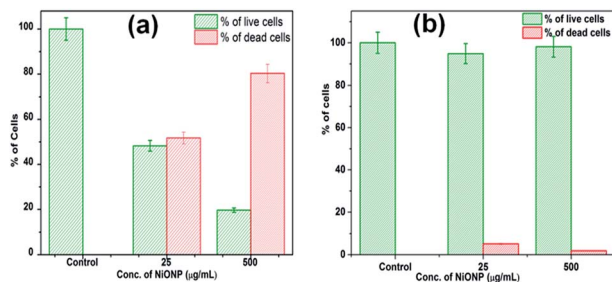 (a)
% of live cells
% of dead cells
100
80
60
40
20
0
% of Cells
Control
25
500
Conc. of NiONP (µg/mL)
(b)
% of live cells
% of dead cells
100
80
60
40
20
0
% of cells
Control
25
500
Conc. of NiONP (µg/mL)